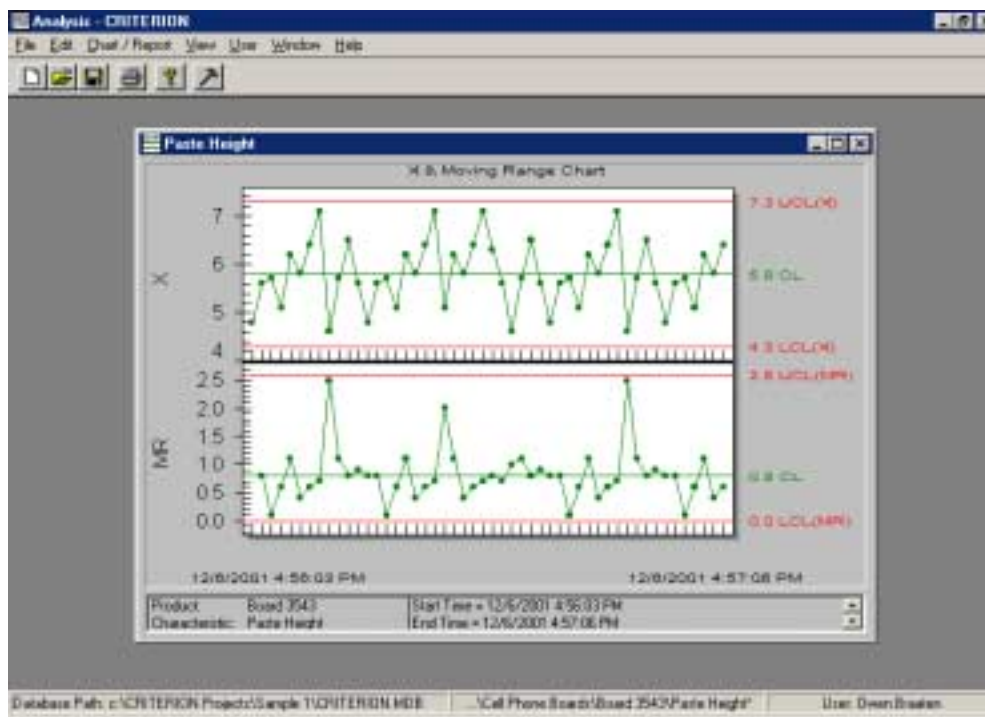 Analysis - CRITERION
File Edit Chart / Report View User Window Help
Paste Height
X & Moving Range Chart
7.3 UCL(X)
7
6
5.8 CL
X
5
4.3 LCL(X)
4
2.6 UCL(MR)
2.5
2.0
1.5
MR
1.0
0.8 CL
0.5
0.0
0.0 LCL(MR)
12/6/2001 4:56:03 PM 12/6/2001 4:57:06 PM
Product Board 3543 Start Time = 12/6/2001 4:56:03 PM
Characteristic: Paste Height End Time = 12/6/2001 4:57:06 PM
Database Path: c:\CRITERION Projects\Sample 1\CRITERION.MDB ...\Cell Phone Boards\Board 3543\Paste Height* User: Owen